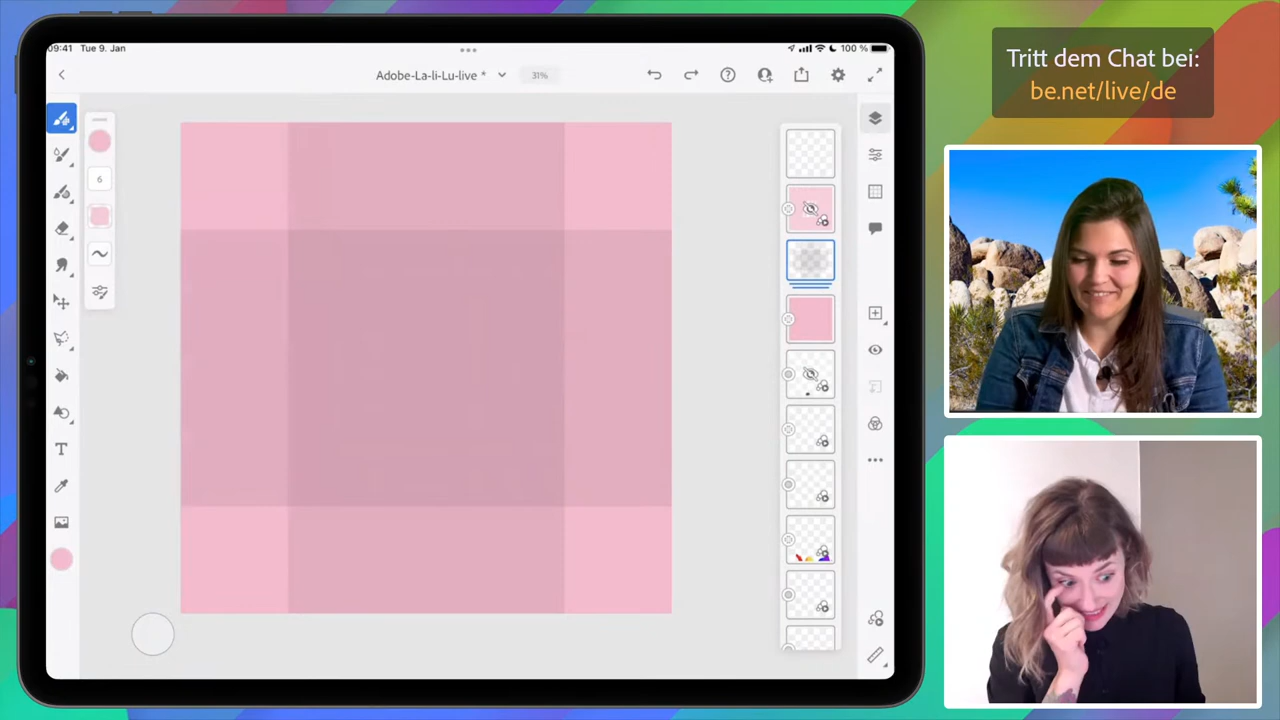 09:41 Tue 9. Jan
100 %
Adobe-La-li-Lu-live *
31%
6
T
Tritt dem Chat bei:
be.net/live/de